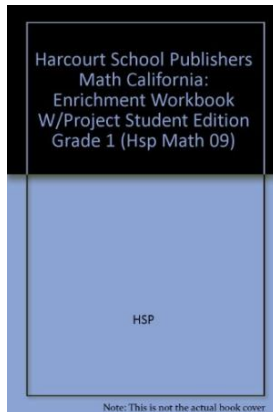 Harcourt School Publishers
Math California:
Enrichment Workbook
W/Project Student Edition
Grade 1 (Hsp Math 09)
HSP
Note: This is not the actual book cover